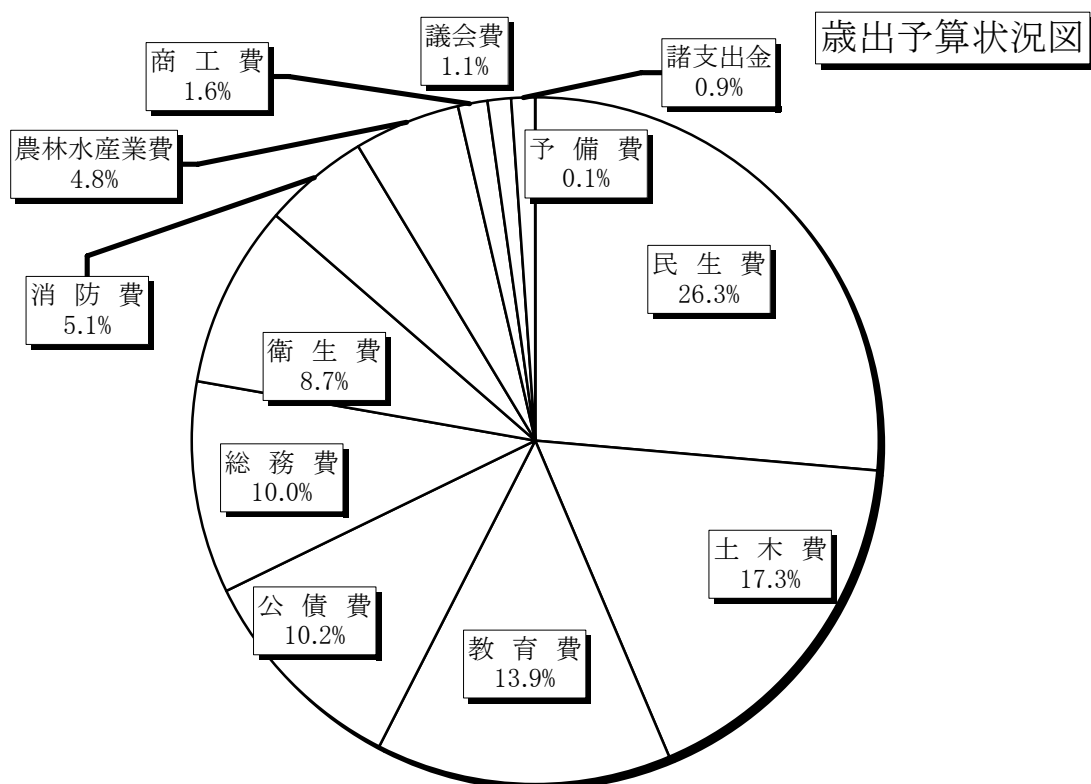 歳出予算状況図
民生費
26.3%
土木費
17.3%
教育費
13.9%
公債費
10.2%
総務費
10.0%
衛生費
8.7%
消防費
5.1%
農林水産業費
4.8%
商工費
1.6%
議会費
1.1%
諸支出金
0.9%
予備費
0.1%